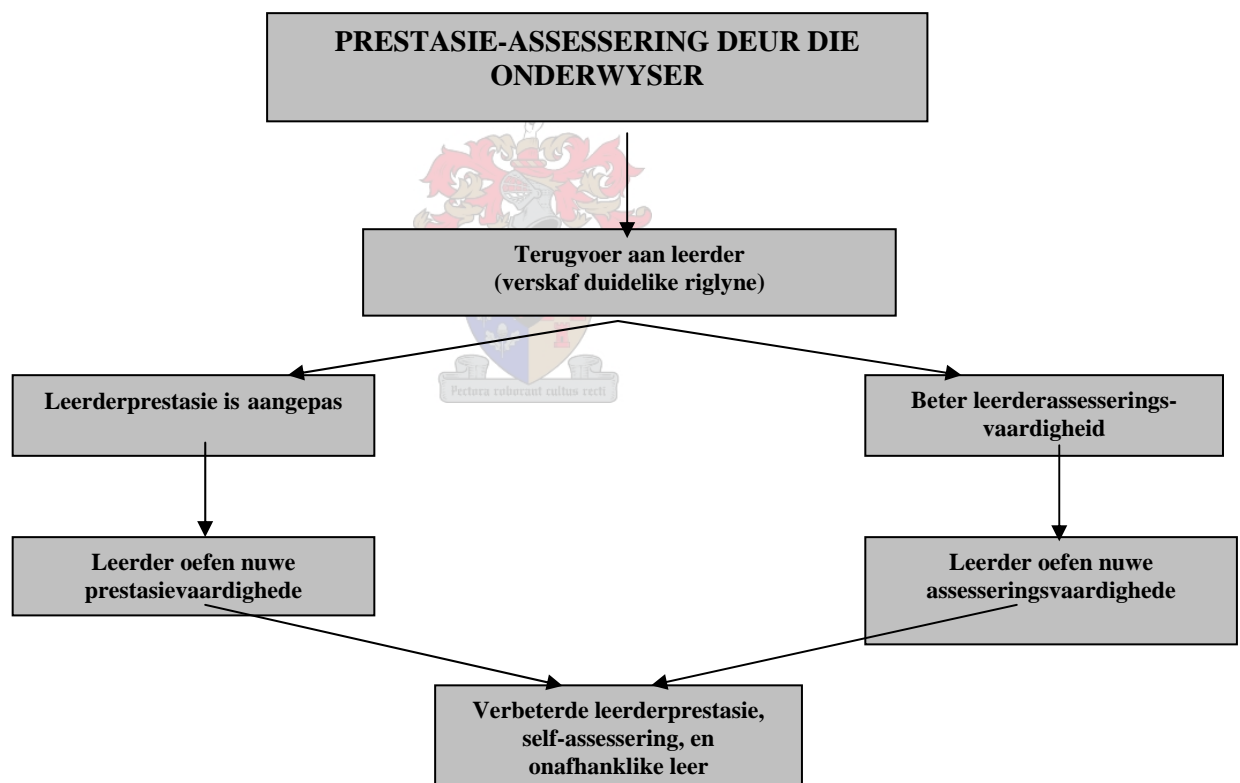 PRESTASIE-ASSESSERING DEUR DIE
ONDERWYSER
Terugvoer aan leerder
(verskaf duidelike riglyne)
Leerderprestasie is aangepas
Beter leerderassesserings-
vaardigheid
Pectora roborant cultus recti
Leerder oefen nuwe
prestasievaardighede
Leerder oefen nuwe
assesseringsvaardighede
Verbeterde leerderprestasie,
self-assessering, en
onafhanklike leer